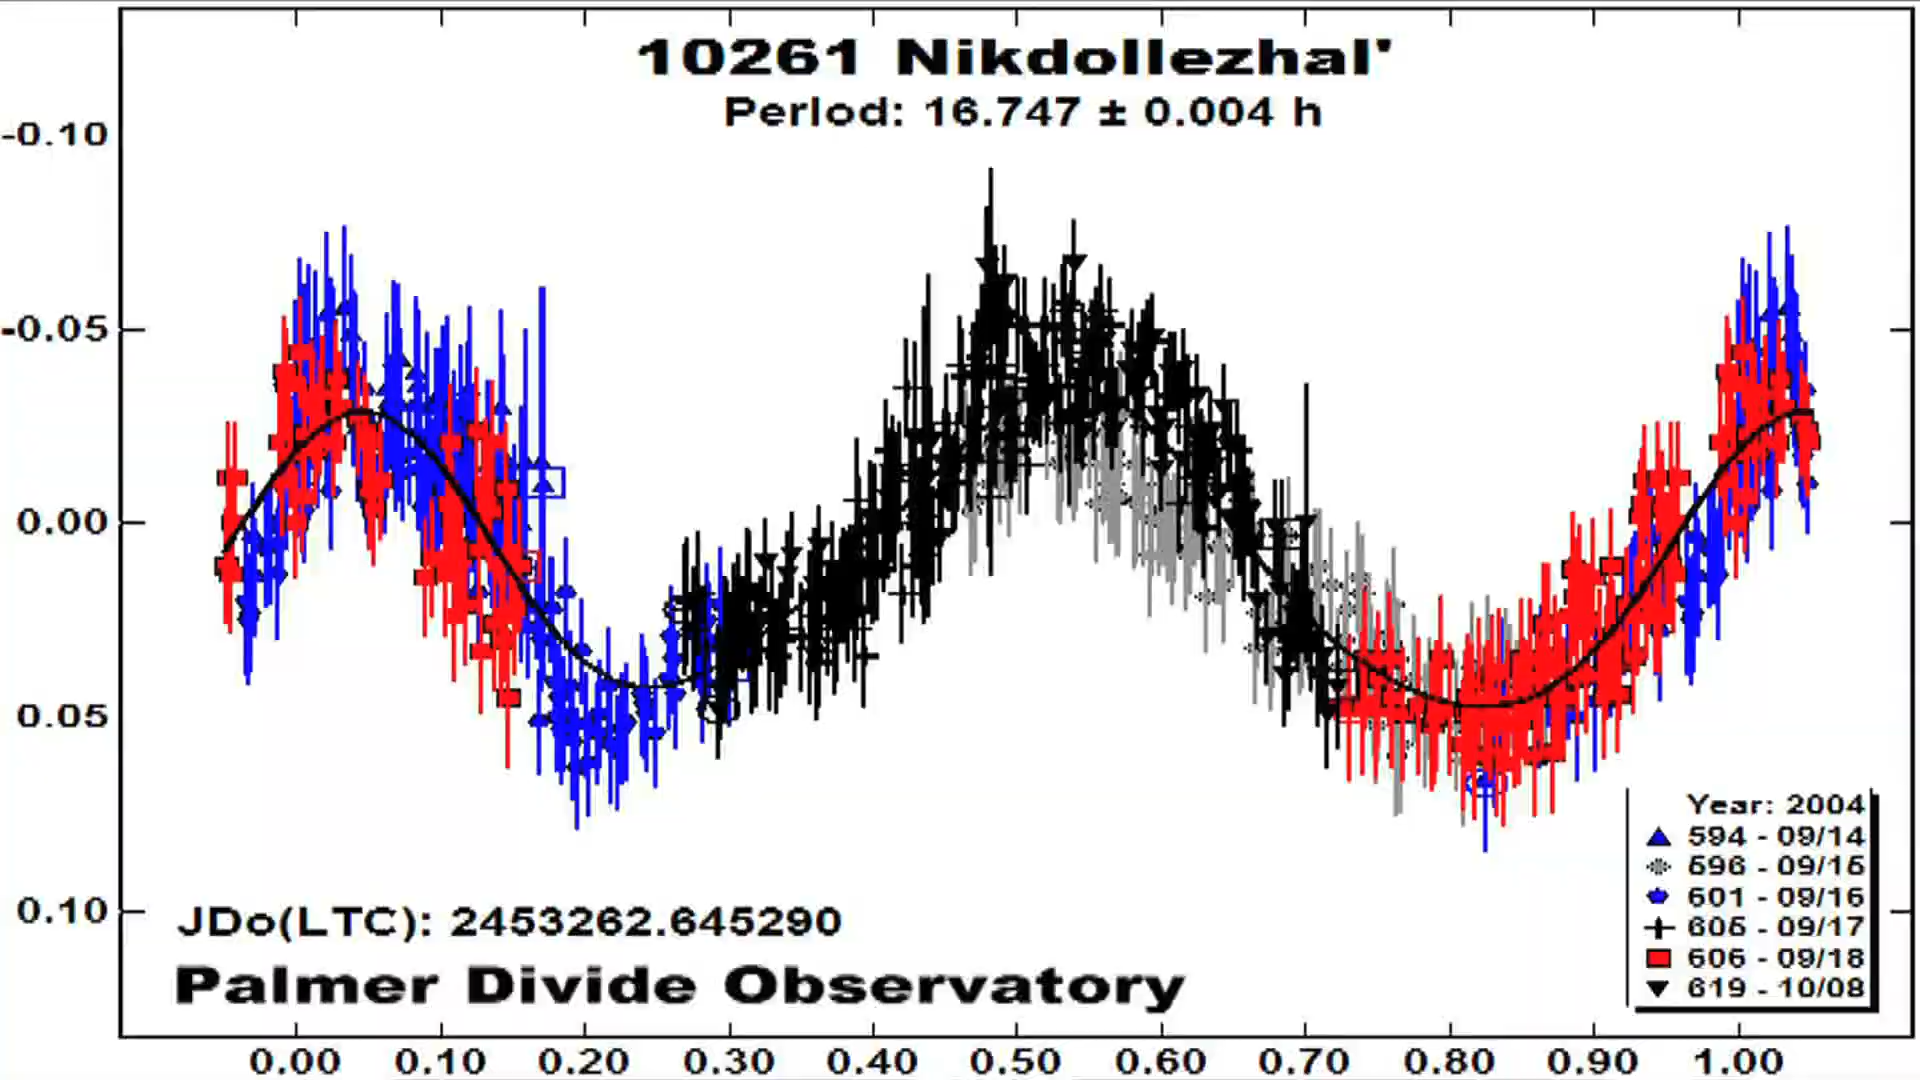 10261 Nikdollezhal'
Period: 16.747 ± 0.004 h
-0.10
-0.05
0.00
0.05
0.10
JDo(LTC): 2453262.645290
Palmer Divide Observatory
Year: 2004
594 - 09/14
596 - 09/15
601 - 09/16
605 - 09/17
606 - 09/18
619 - 10/08
0.00 0.10 0.20 0.30 0.40 0.50 0.60 0.70 0.80 0.90 1.00